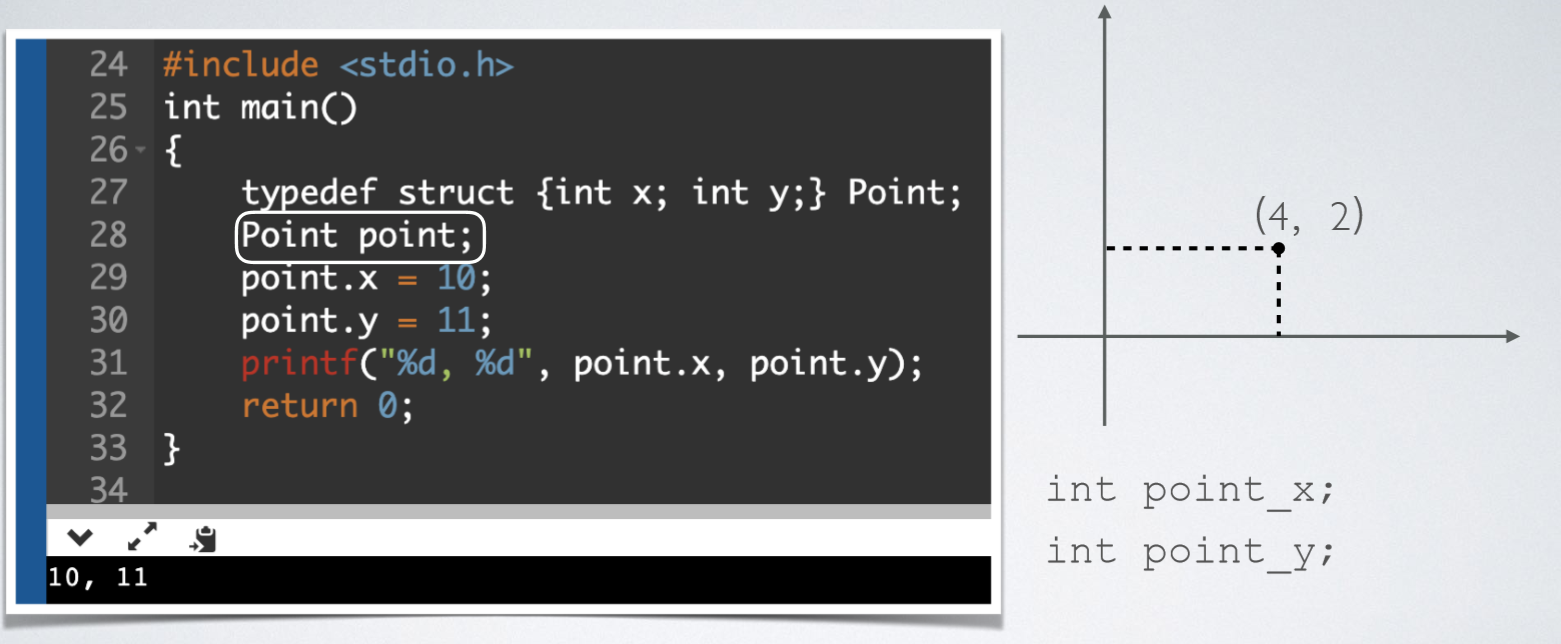 24 #include <stdio.h>
25 int main()
26 {
27 typedef struct {int x; int y;} Point;
28 Point point;
29 point.x = 10;
30 point.y = 11;
31 printf("%d, %d", point.x, point.y);
32 return 0;
33 }
34
10, 11
(4, 2)
int point_x;
int point_y;